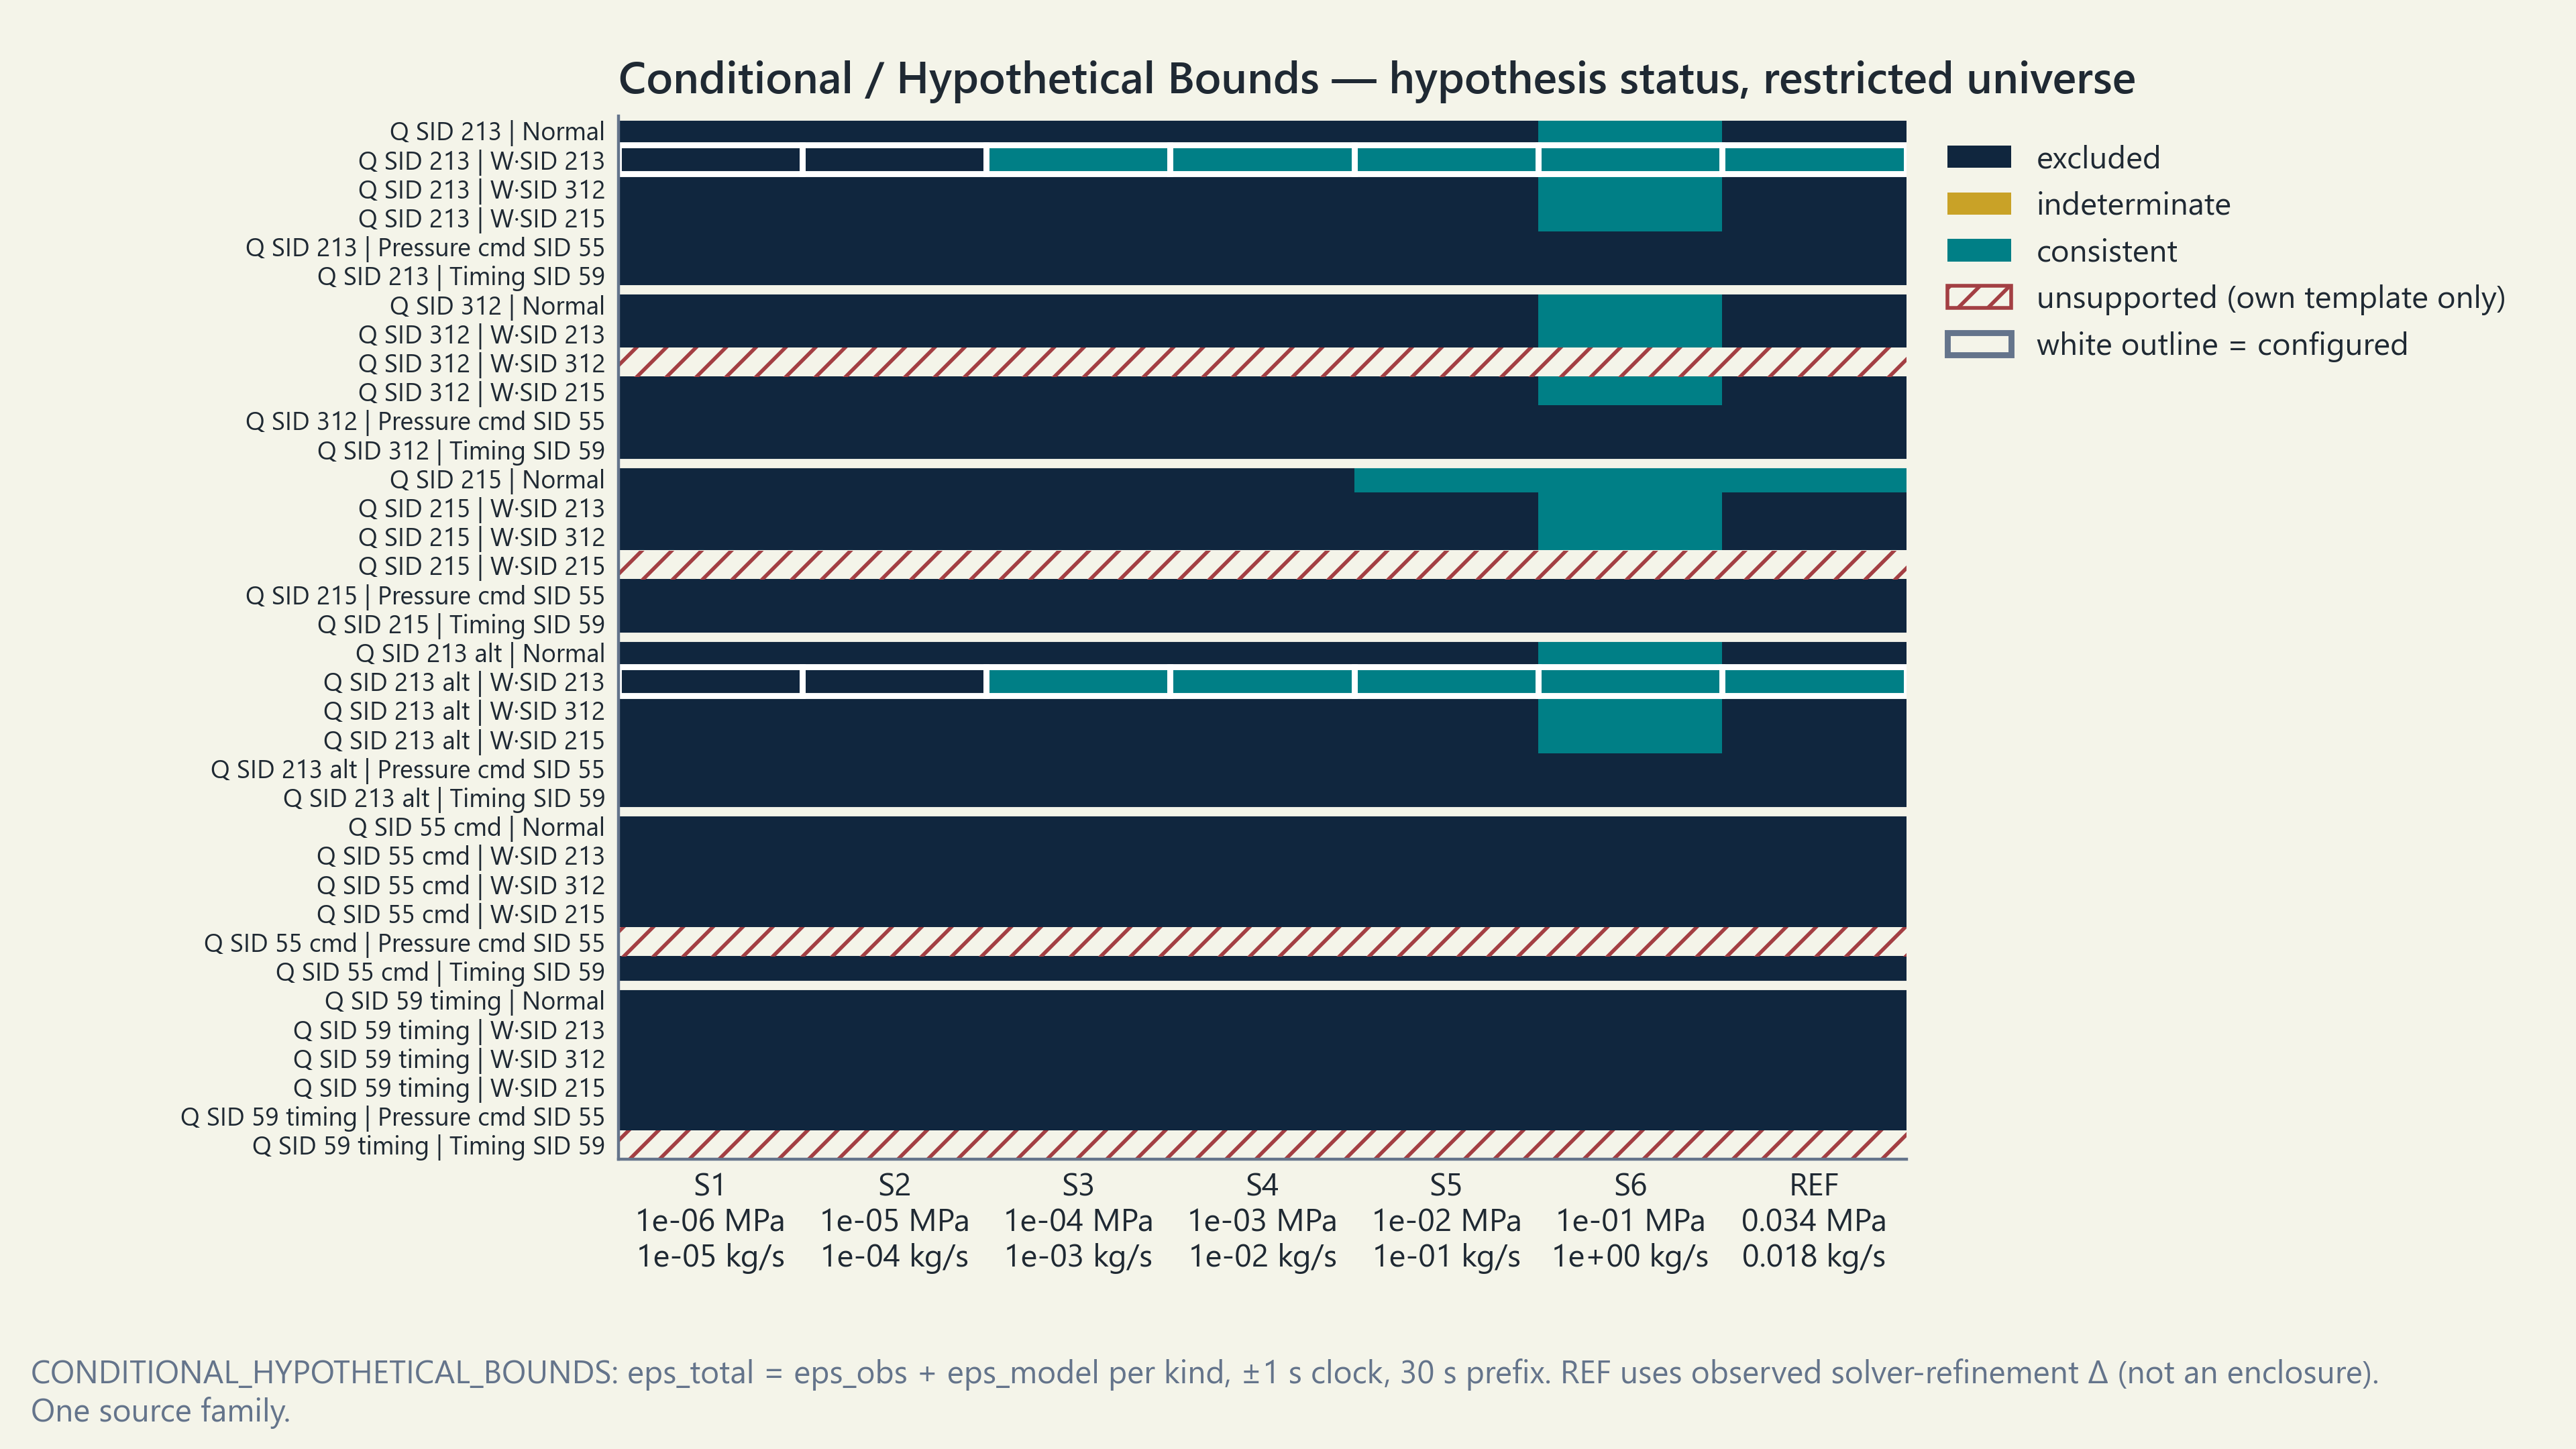 Conditional / Hypothetical Bounds — hypothesis status, restricted universe
Q SID 213 | Normal
Q SID 213 | W·SID 213
Q SID 213 | W·SID 312
Q SID 213 | W·SID 215
Q SID 213 | Pressure cmd SID 55
Q SID 213 | Timing SID 59
Q SID 312 | Normal
Q SID 312 | W·SID 213
Q SID 312 | W·SID 312
Q SID 312 | W·SID 215
Q SID 312 | Pressure cmd SID 55
Q SID 312 | Timing SID 59
Q SID 215 | Normal
Q SID 215 | W·SID 213
Q SID 215 | W·SID 312
Q SID 215 | W·SID 215
Q SID 215 | Pressure cmd SID 55
Q SID 215 | Timing SID 59
Q SID 213 alt | Normal
Q SID 213 alt | W·SID 213
Q SID 213 alt | W·SID 312
Q SID 213 alt | W·SID 215
Q SID 213 alt | Pressure cmd SID 55
Q SID 213 alt | Timing SID 59
Q SID 55 cmd | Normal
Q SID 55 cmd | W·SID 213
Q SID 55 cmd | W·SID 312
Q SID 55 cmd | W·SID 215
Q SID 55 cmd | Pressure cmd SID 55
Q SID 55 cmd | Timing SID 59
Q SID 59 timing | Normal
Q SID 59 timing | W·SID 213
Q SID 59 timing | W·SID 312
Q SID 59 timing | W·SID 215
Q SID 59 timing | Pressure cmd SID 55
Q SID 59 timing | Timing SID 59
excluded
indeterminate
consistent
unsupported (own template only)
white outline = configured
S1 S2 S3 S4 S5 S6 REF
1e-06 MPa 1e-05 MPa 1e-04 MPa 1e-03 MPa 1e-02 MPa 1e-01 MPa 0.034 MPa
1e-05 kg/s 1e-04 kg/s 1e-03 kg/s 1e-02 kg/s 1e-01 kg/s 1e+00 kg/s 0.018 kg/s
CONDITIONAL_HYPOTHETICAL_BOUNDS: eps_total = eps_obs + eps_model per kind, ±1 s clock, 30 s prefix. REF uses observed solver-refinement Δ (not an enclosure).
One source family.